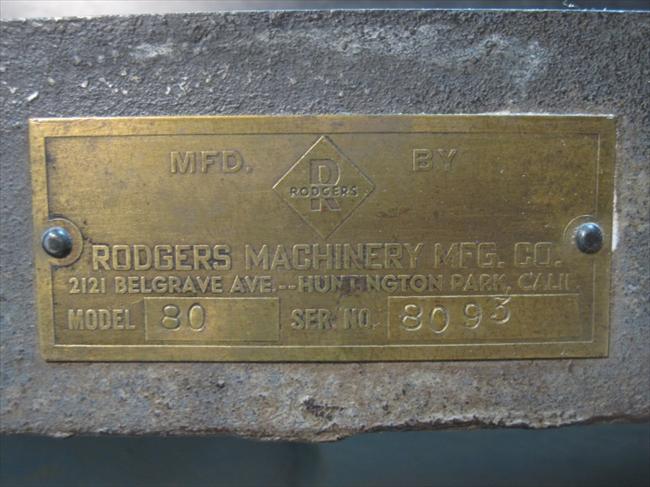 MFD. BY
R
RODGERS
RODGERS MACHINERY MFG. CO.
2121 BELGRAVE AVE.--HUNTINGTON PARK, CALIF.
MODEL 80 SER. NO. 8093